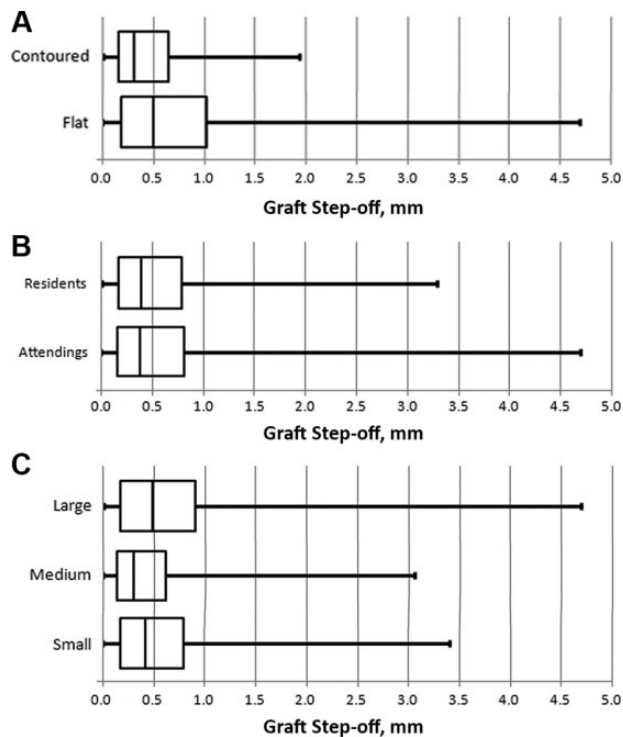 A
Contoured
Flat
0.0 0.5 1.0 1.5 2.0 2.5 3.0 3.5 4.0 4.5 5.0
Graft Step-off, mm
B
Residents
Attendings
0.0 0.5 1.0 1.5 2.0 2.5 3.0 3.5 4.0 4.5 5.0
Graft Step-off, mm
C
Large
Medium
Small
0.0 0.5 1.0 1.5 2.0 2.5 3.0 3.5 4.0 4.5 5.0
Graft Step-off, mm